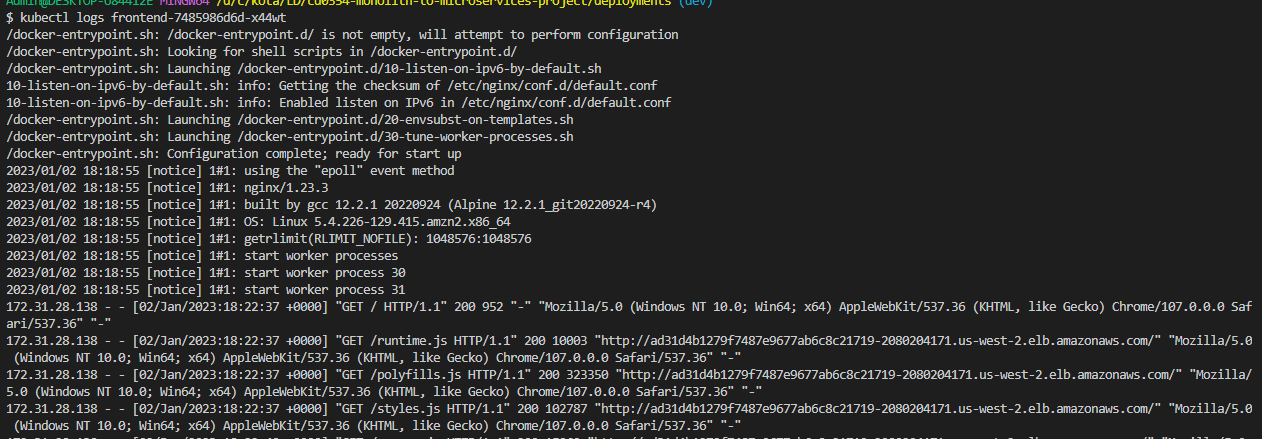 Admin@DESKTOP-U84412E MINGW64 /d/c/kota/LD/cd0354-monolith-to-microservices-project/deployments (dev)
$ kubectl logs frontend-7485986d6d-x44wt
/docker-entrypoint.sh: /docker-entrypoint.d/ is not empty, will attempt to perform configuration
/docker-entrypoint.sh: Looking for shell scripts in /docker-entrypoint.d/
/docker-entrypoint.sh: Launching /docker-entrypoint.d/10-listen-on-ipv6-by-default.sh
10-listen-on-ipv6-by-default.sh: info: Getting the checksum of /etc/nginx/conf.d/default.conf
10-listen-on-ipv6-by-default.sh: info: Enabled listen on IPv6 in /etc/nginx/conf.d/default.conf
/docker-entrypoint.sh: Launching /docker-entrypoint.d/20-envsubst-on-templates.sh
/docker-entrypoint.sh: Launching /docker-entrypoint.d/30-tune-worker-processes.sh
/docker-entrypoint.sh: Configuration complete; ready for start up
2023/01/02 18:18:55 [notice] 1#1: using the "epoll" event method
2023/01/02 18:18:55 [notice] 1#1: nginx/1.23.3
2023/01/02 18:18:55 [notice] 1#1: built by gcc 12.2.1 20220924 (Alpine 12.2.1_git20220924-r4)
2023/01/02 18:18:55 [notice] 1#1: OS: Linux 5.4.226-129.415.amzn2.x86_64
2023/01/02 18:18:55 [notice] 1#1: getrlimit(RLIMIT_NOFILE): 1048576:1048576
2023/01/02 18:18:55 [notice] 1#1: start worker processes
2023/01/02 18:18:55 [notice] 1#1: start worker process 30
2023/01/02 18:18:55 [notice] 1#1: start worker process 31
172.31.28.138 - - [02/Jan/2023:18:22:37 +0000] "GET / HTTP/1.1" 200 952 "-" "Mozilla/5.0 (Windows NT 10.0; Win64; x64) AppleWebKit/537.36 (KHTML, like Gecko) Chrome/107.0.0.0 Saf
ari/537.36" "-"
172.31.28.138 - - [02/Jan/2023:18:22:37 +0000] "GET /runtime.js HTTP/1.1" 200 10003 "http://ad31d4b1279f7487e9677ab6c8c21719-2080204171.us-west-2.elb.amazonaws.com/" "Mozilla/5.0
(Windows NT 10.0; Win64; x64) AppleWebKit/537.36 (KHTML, like Gecko) Chrome/107.0.0.0 Safari/537.36" "-"
172.31.28.138 - - [02/Jan/2023:18:22:37 +0000] "GET /polyfills.js HTTP/1.1" 200 323350 "http://ad31d4b1279f7487e9677ab6c8c21719-2080204171.us-west-2.elb.amazonaws.com/" "Mozilla/
5.0 (Windows NT 10.0; Win64; x64) AppleWebKit/537.36 (KHTML, like Gecko) Chrome/107.0.0.0 Safari/537.36" "-"
172.31.28.138 - - [02/Jan/2023:18:22:37 +0000] "GET /styles.js HTTP/1.1" 200 102787 "http://ad31d4b1279f7487e9677ab6c8c21719-2080204171.us-west-2.elb.amazonaws.com/" "Mozilla/5.0
(Windows NT 10.0; Win64; x64) AppleWebKit/537.36 (KHTML, like Gecko) Chrome/107.0.0.0 Safari/537.36" "-"